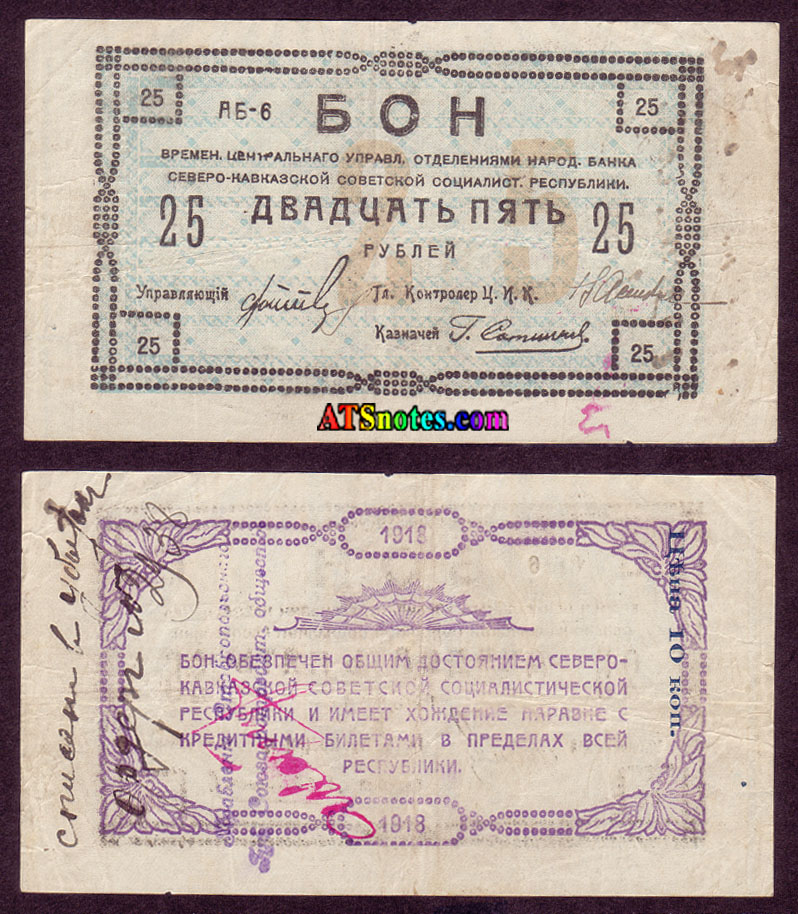 25
АБ-6
БОН
25
ВРЕМЕН. ЦЕНТРАЛЬНАГО УПРАВЛ. ОТДЕЛЕНИЯМИ НАРОД. БАНКА
СЕВЕРО-КАВКАЗСКОЙ СОВЕТСКОЙ СОЦИАЛИСТ. РЕСПУБЛИКИ.
25
ДВАДЦАТЬ ПЯТЬ
25
РУБЛЕЙ
Управляющій
Гл. Контролер Ц. И. К.
Казначей
25
25
ATSnotes.com
1918
БОН ОБЕЗПЕЧЕН ОБЩИМ ДОСТОЯНИЕМ СЕВЕРО-
КАВКАЗСКОЙ СОВЕТСКОЙ СОЦИАЛИСТИЧЕСКОЙ
РЕСПУБЛИКИ И ИМЕЕТ ХОЖДЕНИЕ НАРАВНЕ С
КРЕДИТНЫМИ БИЛЕТАМИ В ПРЕДЕЛАХ ВСЕЙ
РЕСПУБЛИКИ.
1918
Цена 10 коп.